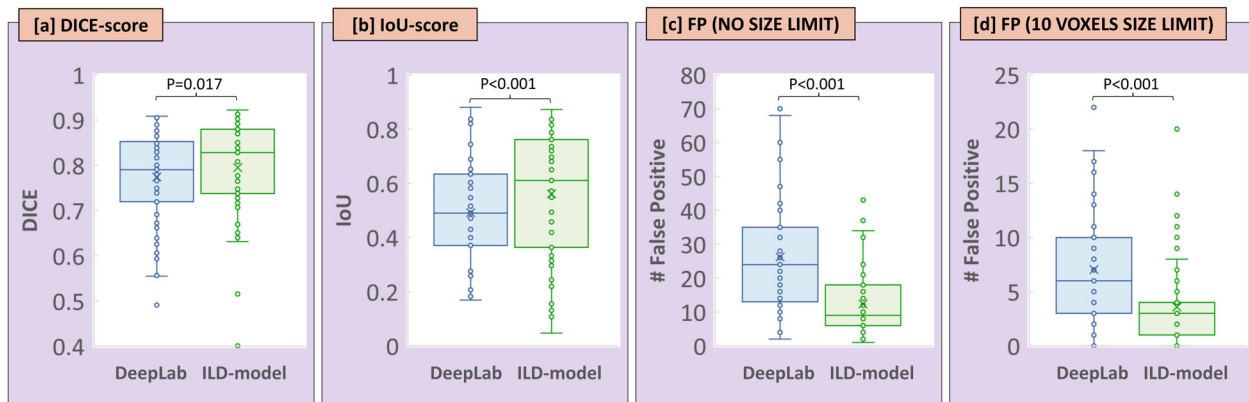 [a] DICE-score
[b] IoU-score
[c] FP (NO SIZE LIMIT)
[d] FP (10 VOXELS SIZE LIMIT)
P=0.017
1
0.9
0.8
0.7
0.6
0.5
0.4
DICE
DeepLab ILD-model
P<0.001
1
0.8
0.6
0.4
0.2
0
IoU
DeepLab ILD-model
P<0.001
80
70
60
50
40
30
20
10
0
# False Positive
DeepLab ILD-model
P<0.001
25
20
15
10
5
0
# False Positive
DeepLab ILD-model